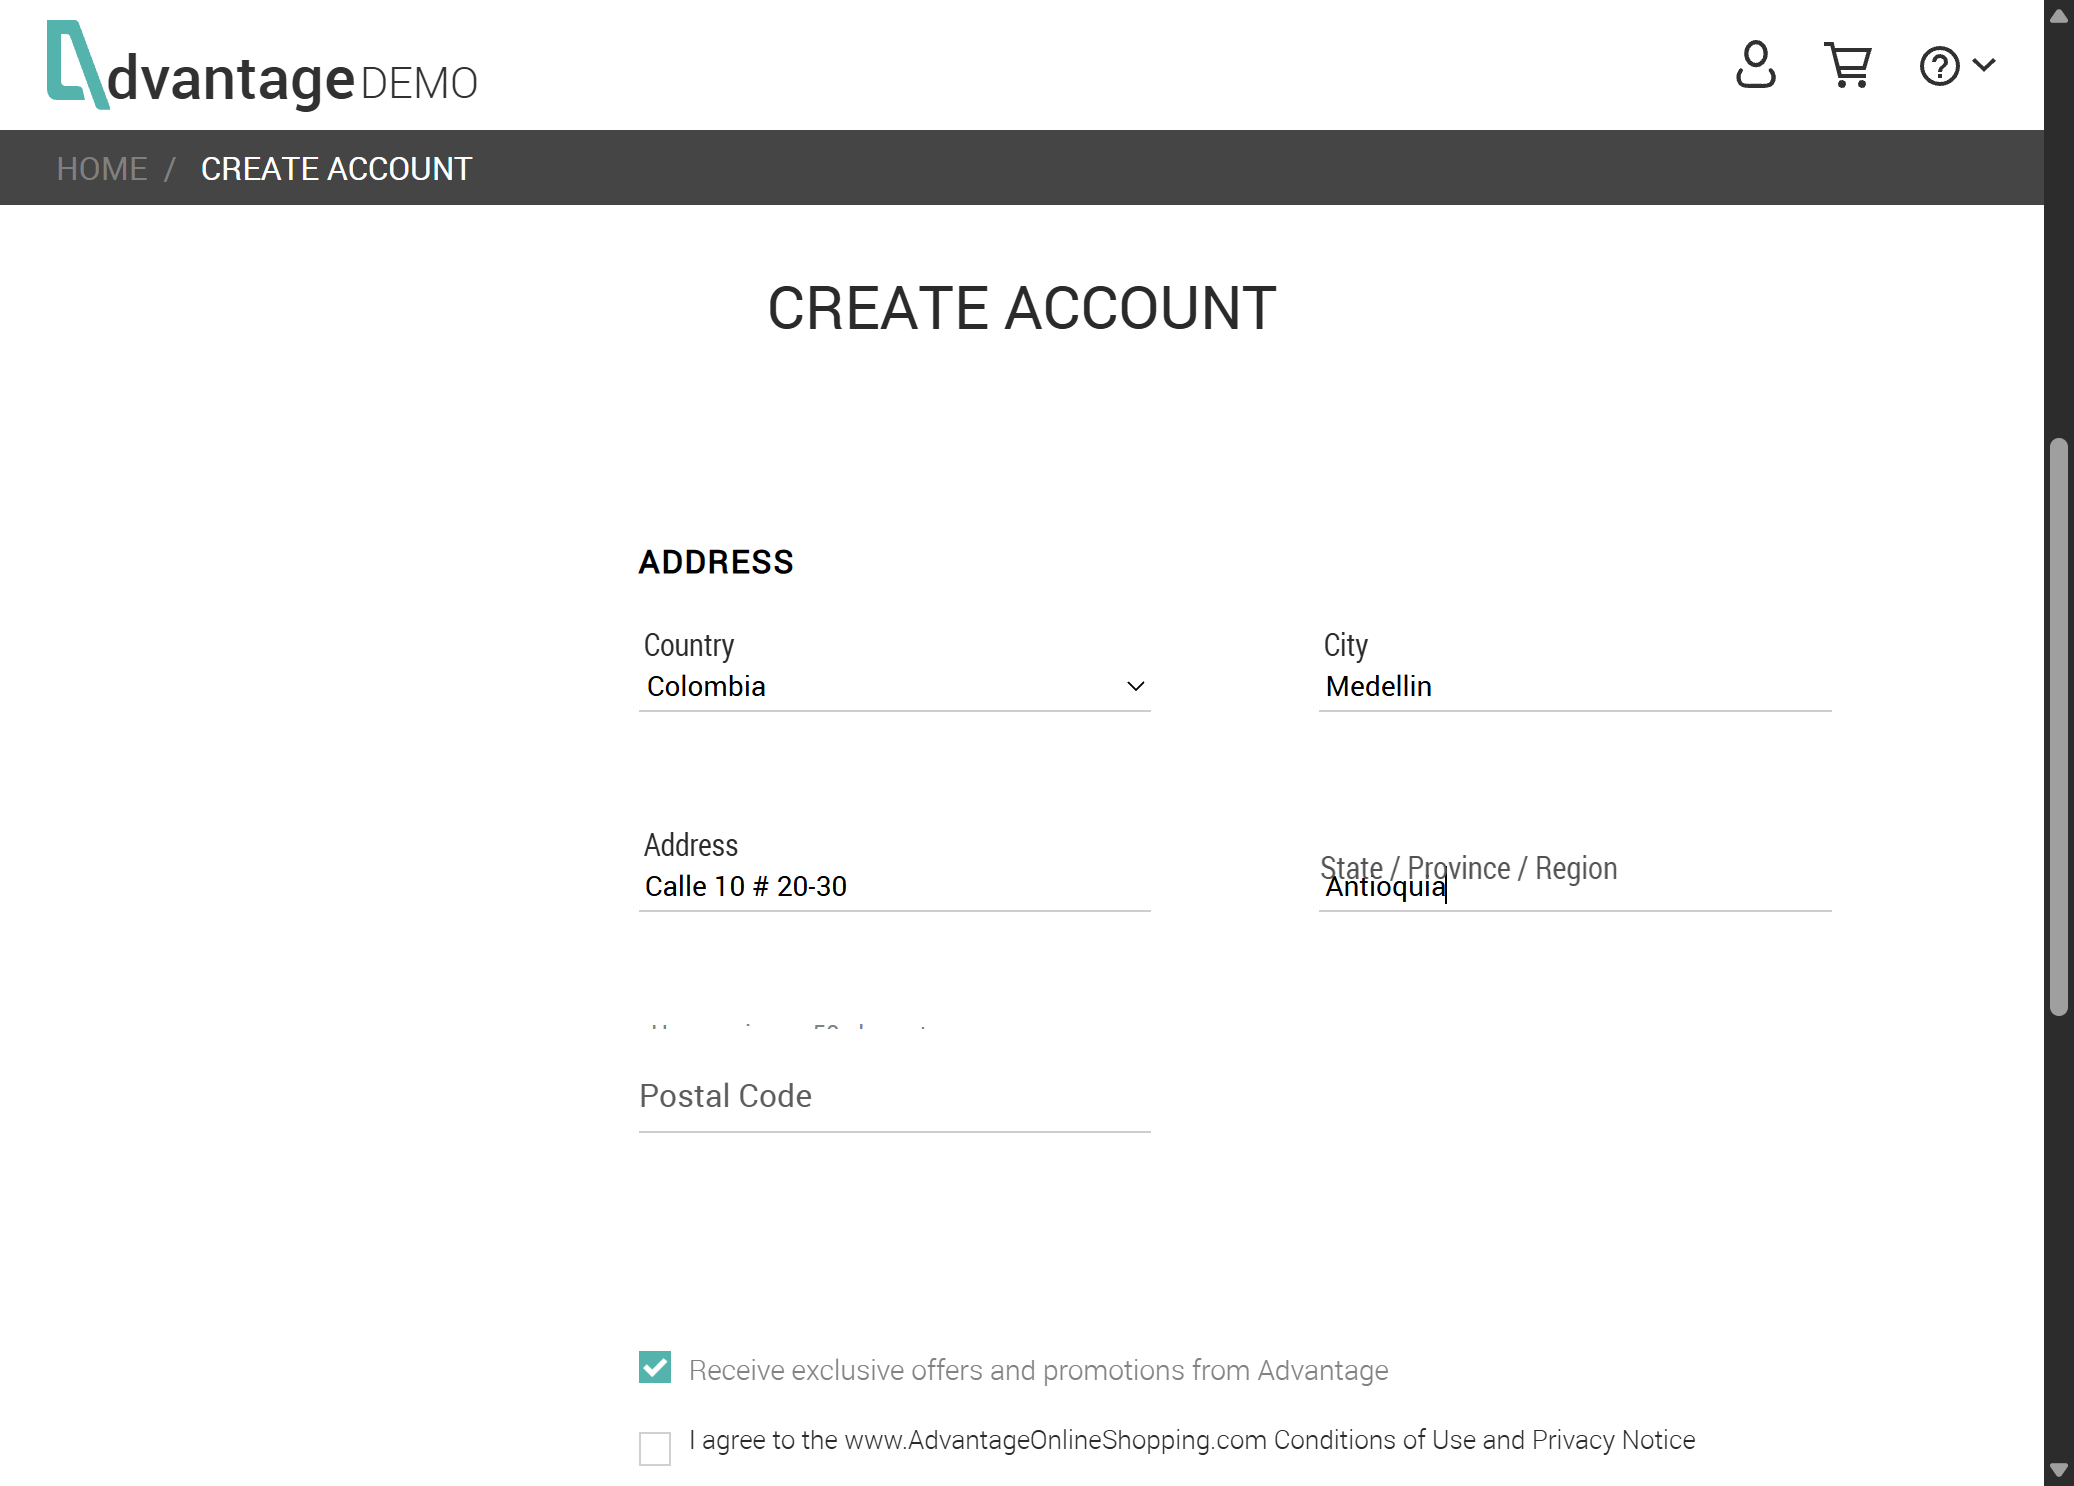 dvantage DEMO
HOME / CREATE ACCOUNT
CREATE ACCOUNT
ADDRESS
Country
City
Colombia
Medellin
Address
State / Province / Region
Calle 10 # 20-30
Antioquia
Postal Code
Receive exclusive offers and promotions from Advantage
I agree to the www.AdvantageOnlineShopping.com Conditions of Use and Privacy Notice